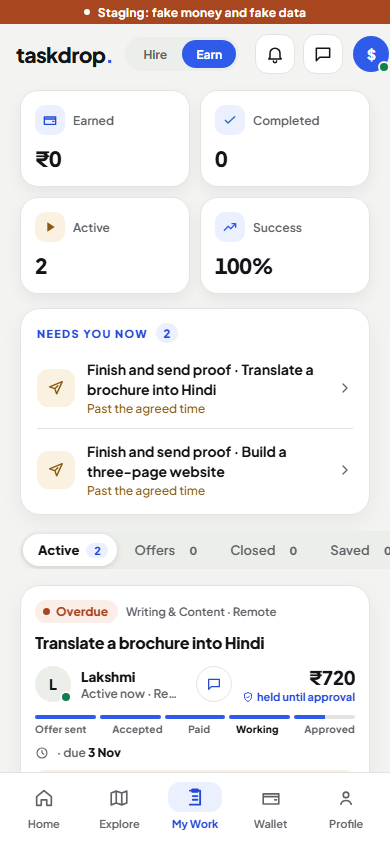 Staging: fake money and fake data
taskdrop.
Hire
Earn
$
Earned
₹0
Completed
0
Active
2
Success
100%
NEEDS YOU NOW 2
Finish and send proof · Translate a
brochure into Hindi
Past the agreed time
Finish and send proof · Build a
three-page website
Past the agreed time
Active 2
Offers 0
Closed 0
Saved 0
Overdue
Writing & Content · Remote
Translate a brochure into Hindi
L
Lakshmi
Active now · Re…
₹720
held until approval
Offer sent
Accepted
Paid
Working
Approved
· due 3 Nov
Home
Explore
My Work
Wallet
Profile